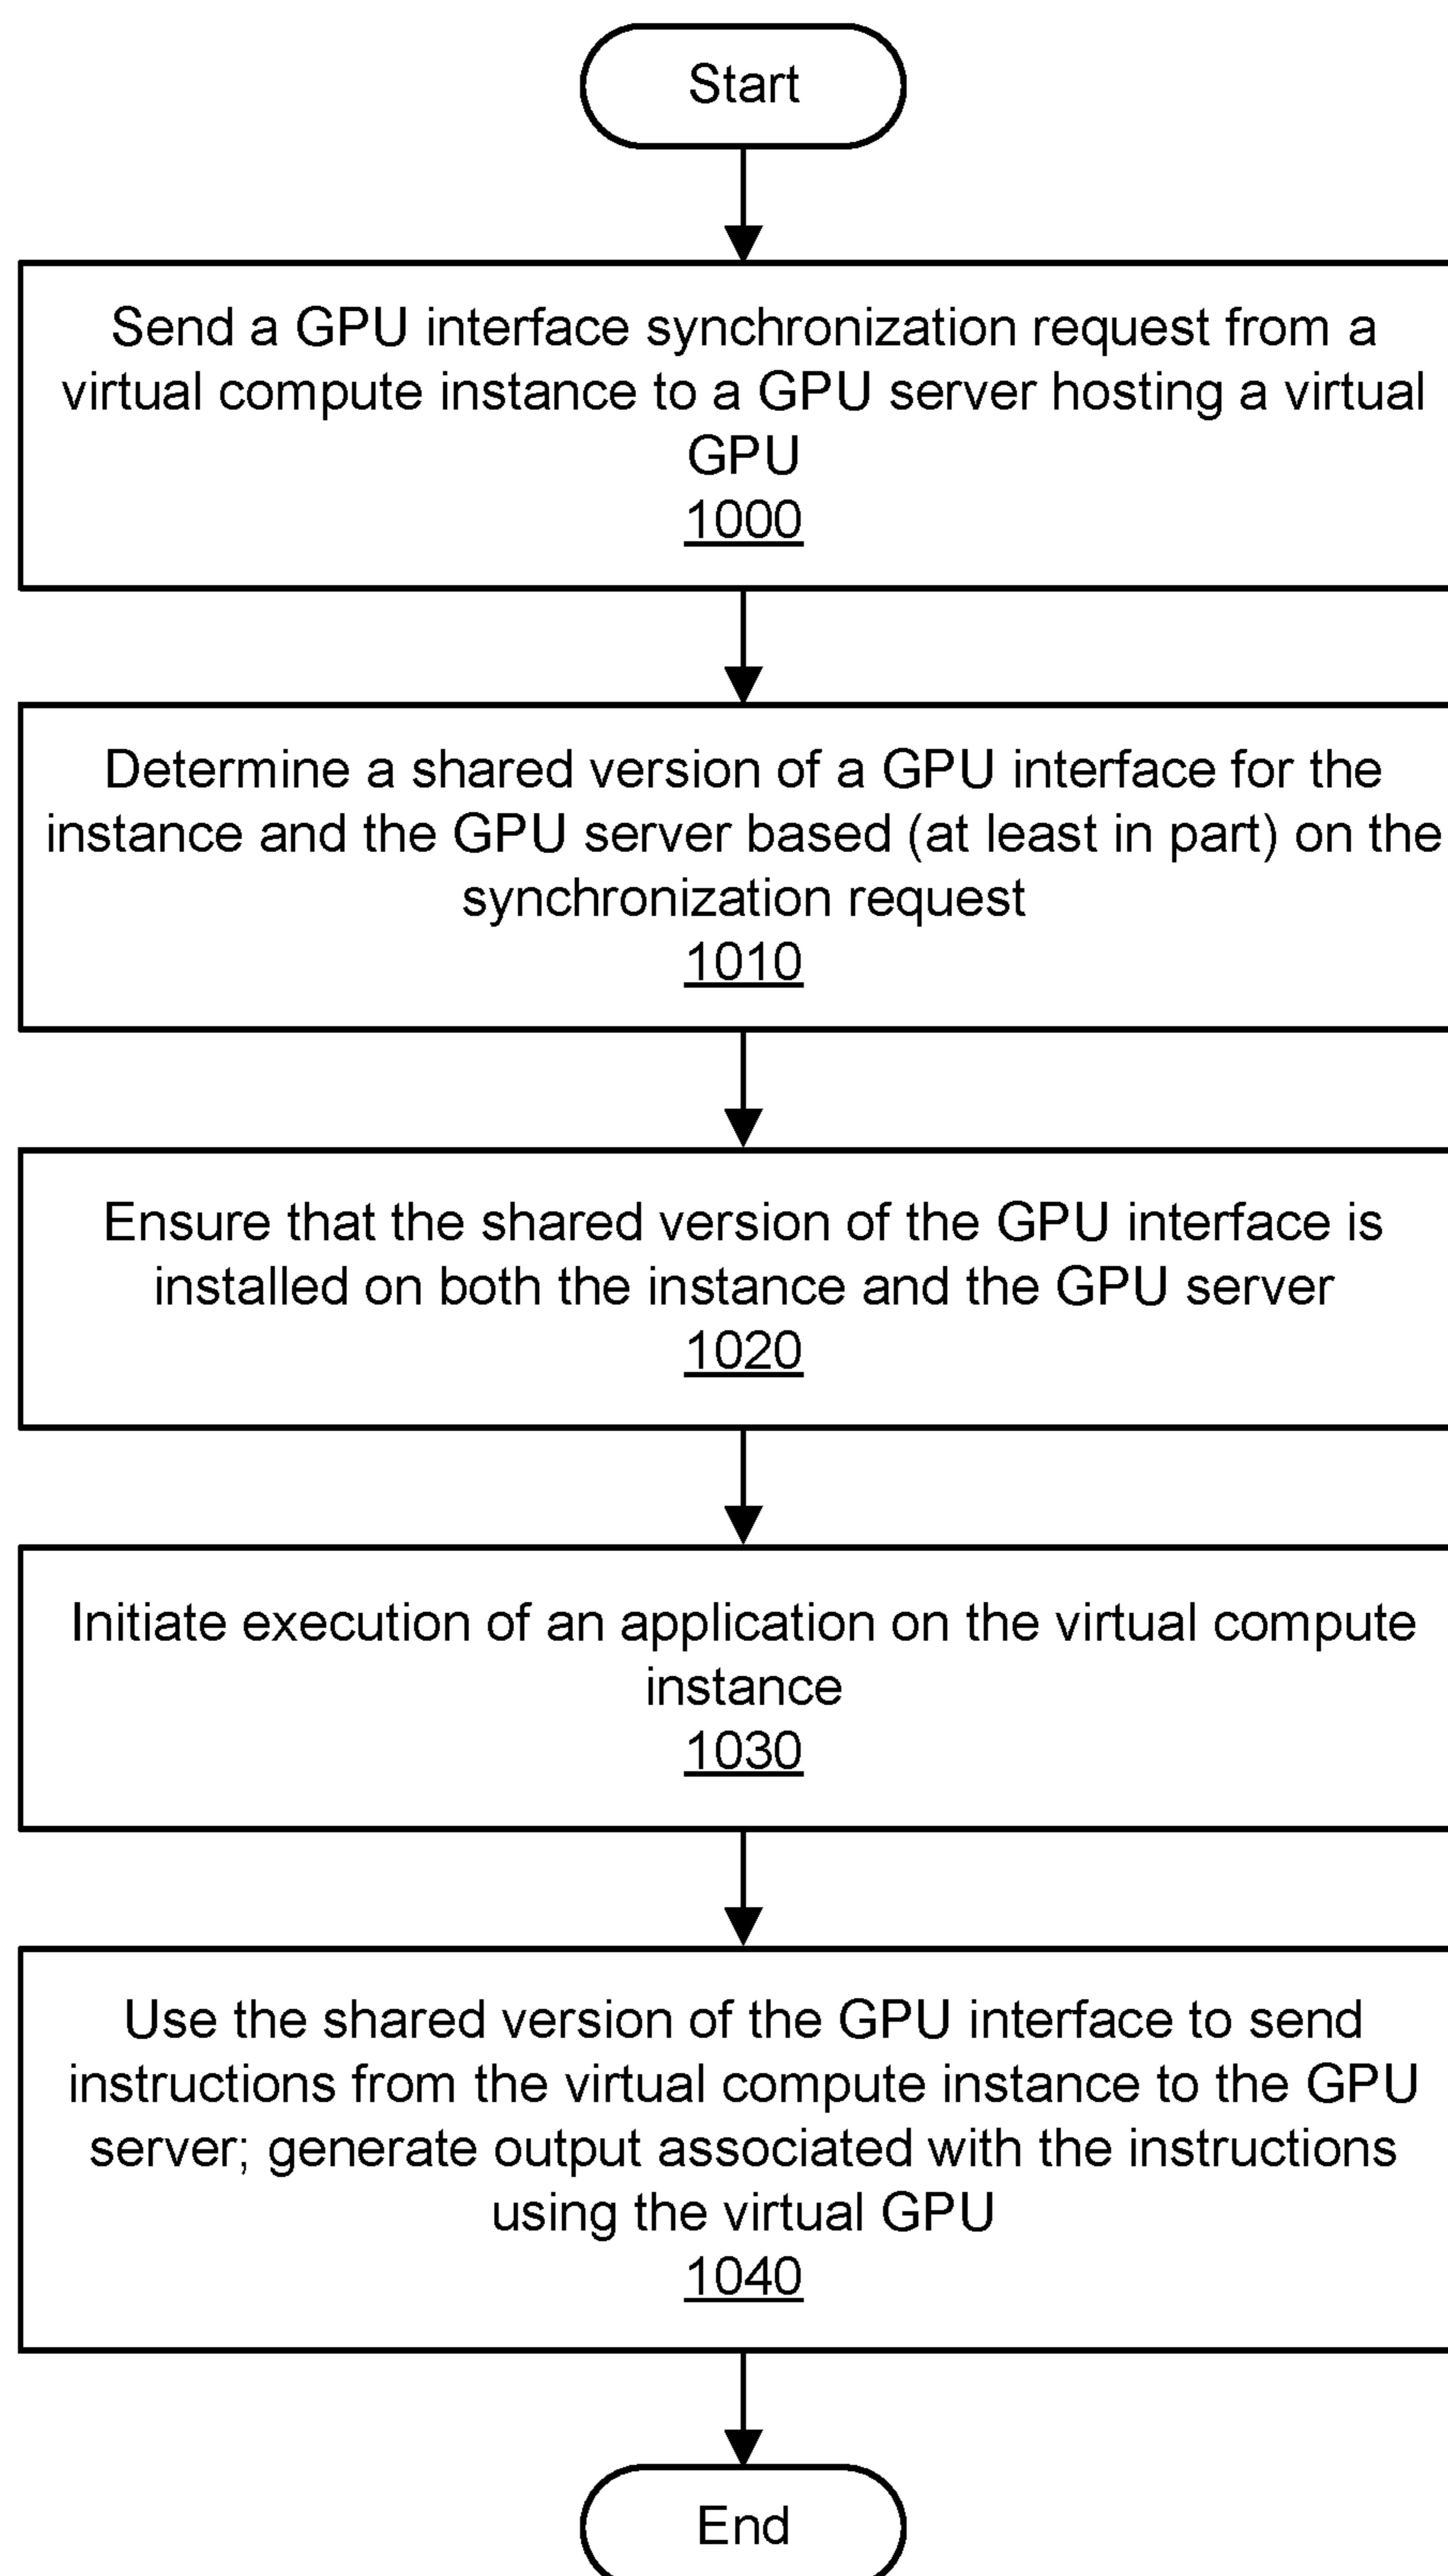 Start
Send a GPU interface synchronization request from a
virtual compute instance to a GPU server hosting a virtual
GPU
1000
Determine a shared version of a GPU interface for the
instance and the GPU server based (at least in part) on the
synchronization request
1010
Ensure that the shared version of the GPU interface is
installed on both the instance and the GPU server
1020
Initiate execution of an application on the virtual compute
instance
1030
Use the shared version of the GPU interface to send
instructions from the virtual compute instance to the GPU
server; generate output associated with the instructions
using the virtual GPU
1040
End